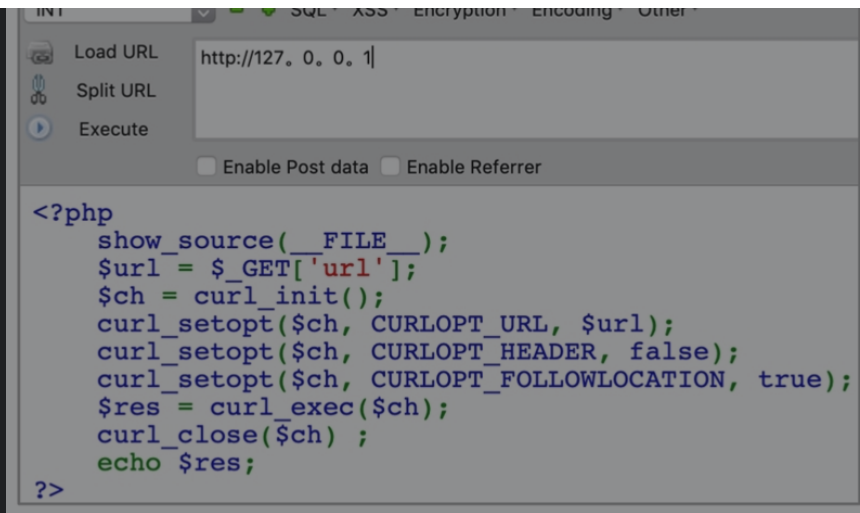 INT SQL XSS Encryption Encoding Other
Load URL
http://127。0。0。1
Split URL
Execute
Enable Post data Enable Referrer
<?php
show_source(__FILE__);
$url = $_GET['url'];
$ch = curl_init();
curl_setopt($ch, CURLOPT_URL, $url);
curl_setopt($ch, CURLOPT_HEADER, false);
curl_setopt($ch, CURLOPT_FOLLOWLOCATION, true);
$res = curl_exec($ch);
curl_close($ch) ;
echo $res;
?>